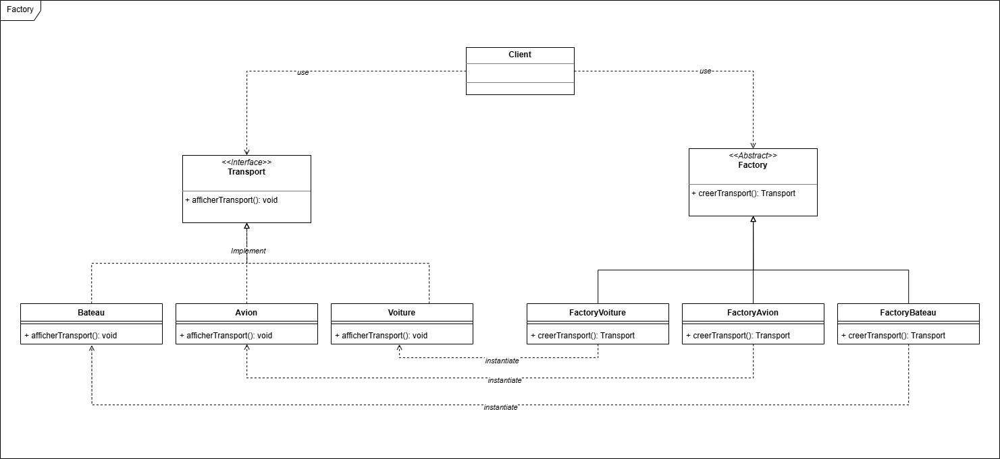 Factory
Client
use
use
<<Interface>>
Transport
+ afficherTransport(): void
<<Abstract>>
Factory
+ creerTransport(): Transport
Implement
Bateau
+ afficherTransport(): void
Avion
+ afficherTransport(): void
Voiture
+ afficherTransport(): void
FactoryVoiture
+ creerTransport(): Transport
FactoryAvion
+ creerTransport(): Transport
FactoryBateau
+ creerTransport(): Transport
instantiate
instantiate
instantiate